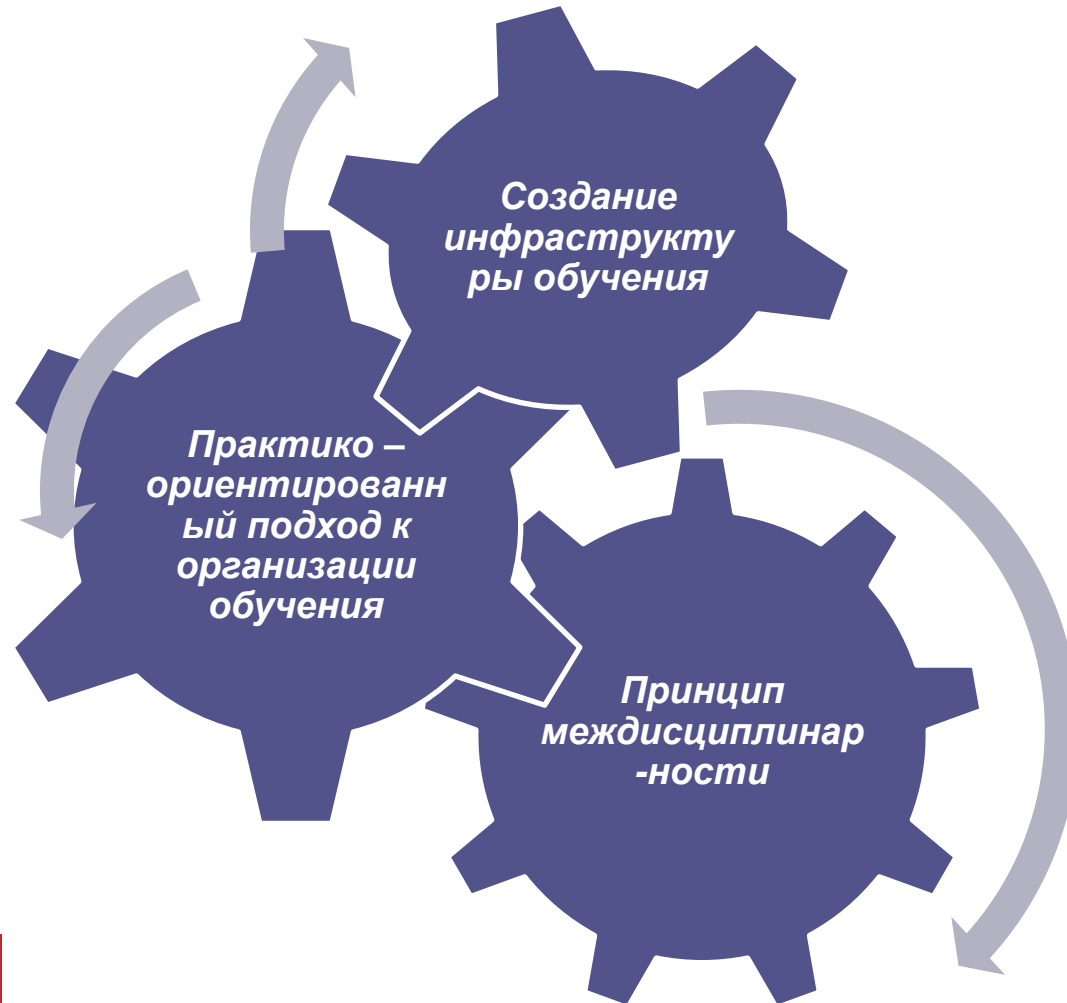 Создание
инфраструкту
ры обучения
Практико –
ориентированн
ый подход к
организации
обучения
Принцип
междисциплинар
-ности